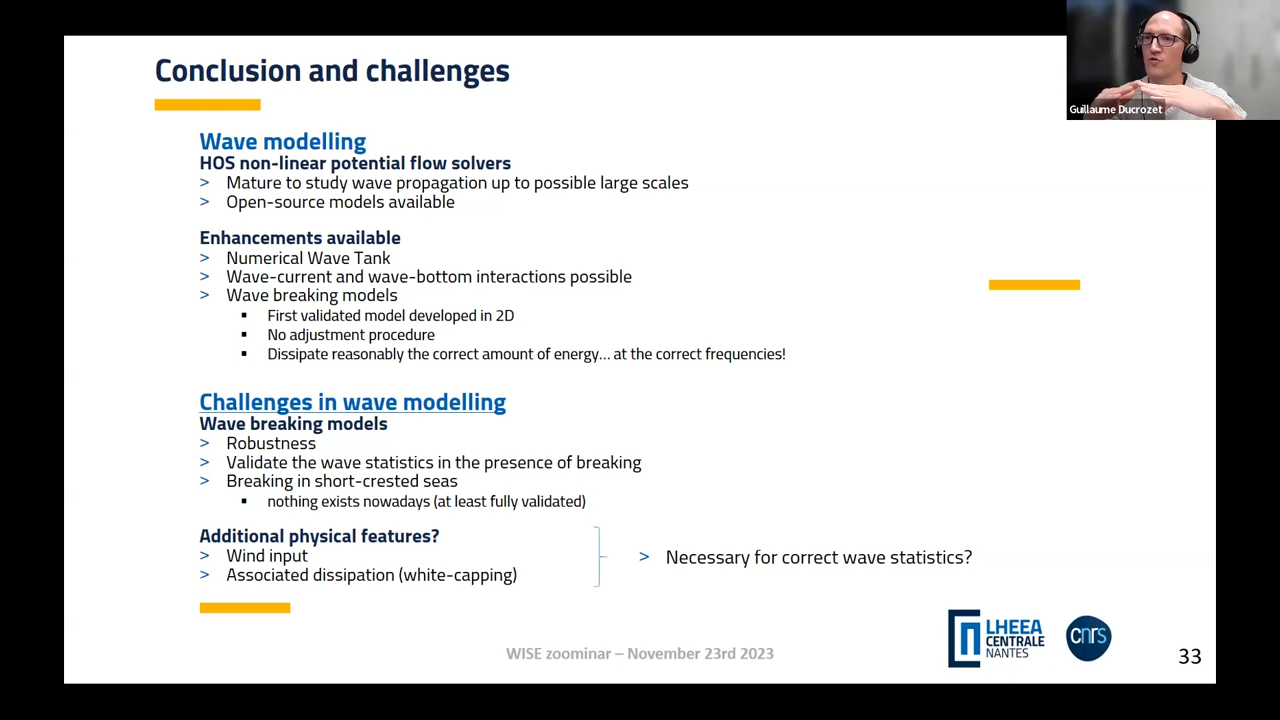 Conclusion and challenges
Guillaume Ducrozet
Wave modelling
HOS non-linear potential flow solvers
> Mature to study wave propagation up to possible large scales
> Open-source models available
Enhancements available
> Numerical Wave Tank
> Wave-current and wave-bottom interactions possible
> Wave breaking models
▪ First validated model developed in 2D
▪ No adjustment procedure
▪ Dissipate reasonably the correct amount of energy... at the correct frequencies!
Challenges in wave modelling
Wave breaking models
> Robustness
> Validate the wave statistics in the presence of breaking
> Breaking in short-crested seas
▪ nothing exists nowadays (at least fully validated)
Additional physical features?
> Wind input
> Associated dissipation (white-capping)
> Necessary for correct wave statistics?
LHEEA
CENTRALE
NANTES
cnrs
WISE zoominar – November 23rd 2023
33